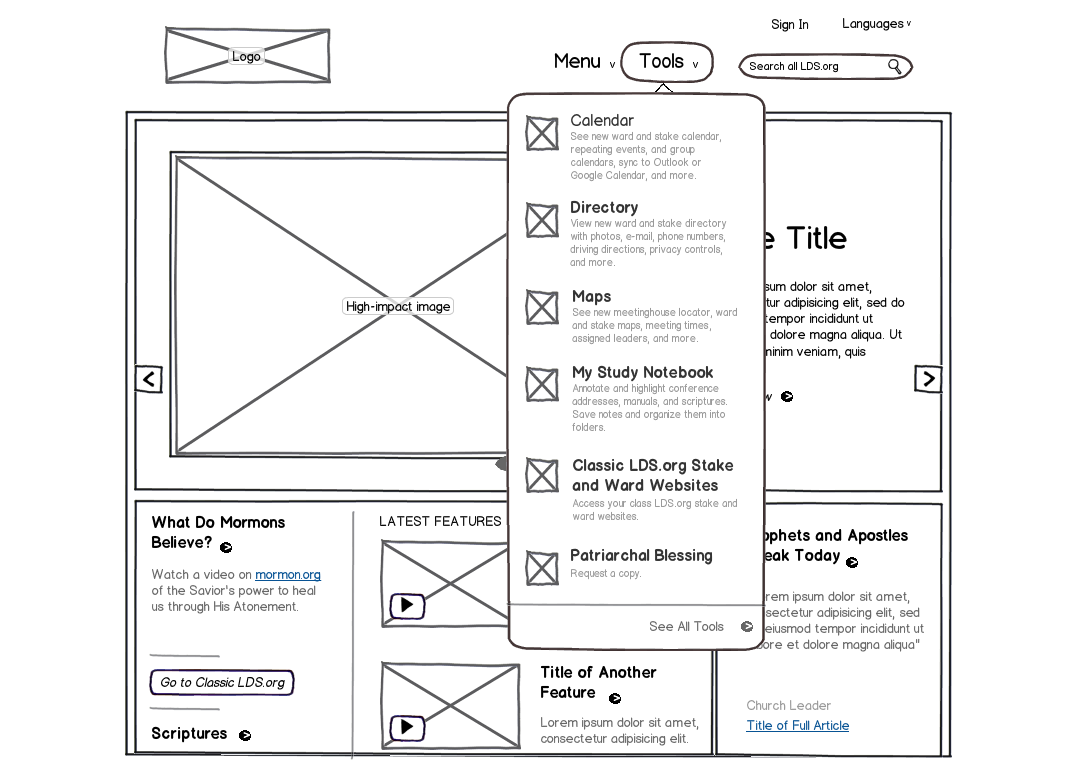 Sign In
Languages
Logo
Menu
Tools
Search all LDS.org
Calendar
See new ward and stake calendar,
repeating events, and group
calendars, sync to Outlook or
Google Calendar, and more.
Directory
View new ward and stake directory
with photos, e-mail, phone numbers,
driving directions, privacy controls,
and more.
Maps
See new meetinghouse locator, ward
and stake maps, meeting times,
assigned leaders, and more.
My Study Notebook
Annotate and highlight conference
addresses, manuals, and scriptures.
Save notes and organize them into
folders.
Classic LDS.org Stake
and Ward Websites
Access your class LDS.org stake and
ward websites.
Patriarchal Blessing
Request a copy.
See All Tools
High-impact image
e Title
sum dolor sit amet,
tur adipisicing elit, sed do
tempor incididunt ut
dolore magna aliqua. Ut
minim veniam, quis
What Do Mormons
Believe?
Watch a video on mormon.org
of the Savior's power to heal
us through His Atonement.
Go to Classic LDS.org
Scriptures
LATEST FEATURES
Title of Another
Feature
Lorem ipsum dolor sit amet,
consectetur adipisicing elit.
ophets and Apostles
eak Today
rem ipsum dolor sit amet,
nsectetur adipisicing elit, sed
eiusmod tempor incididunt ut
bore et dolore magna aliqua"
Church Leader
Title of Full Article